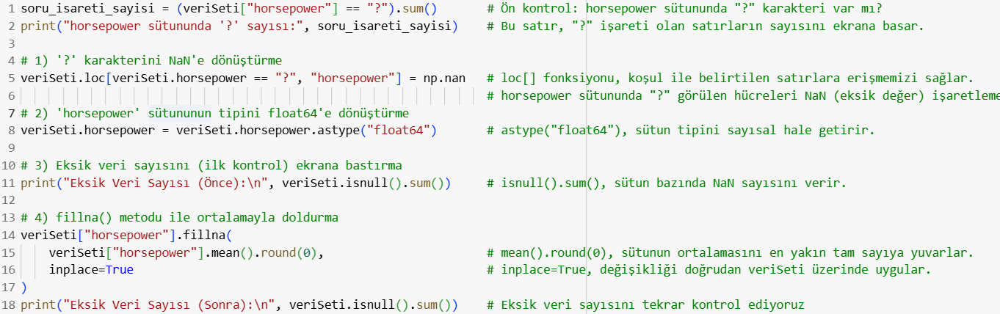 1 soru_isareti_sayisi = (veriSeti["horsepower"] == "?").sum() # Ön kontrol: horsepower sütununda "?" karakteri var mı?
2 print("horsepower sütununda '?' sayısı:", soru_isareti_sayisi) # Bu satır, "?" işareti olan satırların sayısını ekrana basar.
3
4 # 1) '?' karakterini NaN'e dönüştürme
5 veriSeti.loc[veriSeti.horsepower == "?", "horsepower"] = np.nan # loc[] fonksiyonu, koşul ile belirtilen satırlara erişmemizi sağlar.
6 # horsepower sütununda "?" görülen hücreleri NaN (eksik değer) işaretleme
7 # 2) 'horsepower' sütununun tipini float64'e dönüştürme
8 veriSeti.horsepower = veriSeti.horsepower.astype("float64") # astype("float64"), sütun tipini sayısal hale getirir.
9
10 # 3) Eksik veri sayısını (ilk kontrol) ekrana bastırma
11 print("Eksik Veri Sayısı (Önce):\n", veriSeti.isnull().sum()) # isnull().sum(), sütun bazında NaN sayısını verir.
12
13 # 4) fillna() metodu ile ortalamayla doldurma
14 veriSeti["horsepower"].fillna(
15 veriSeti["horsepower"].mean().round(0), # mean().round(0), sütunun ortalamasını en yakın tam sayıya yuvarlar.
16 inplace=True # inplace=True, değişikliği doğrudan veriSeti üzerinde uygular.
17 )
18 print("Eksik Veri Sayısı (Sonra):\n", veriSeti.isnull().sum()) # Eksik veri sayısını tekrar kontrol ediyoruz